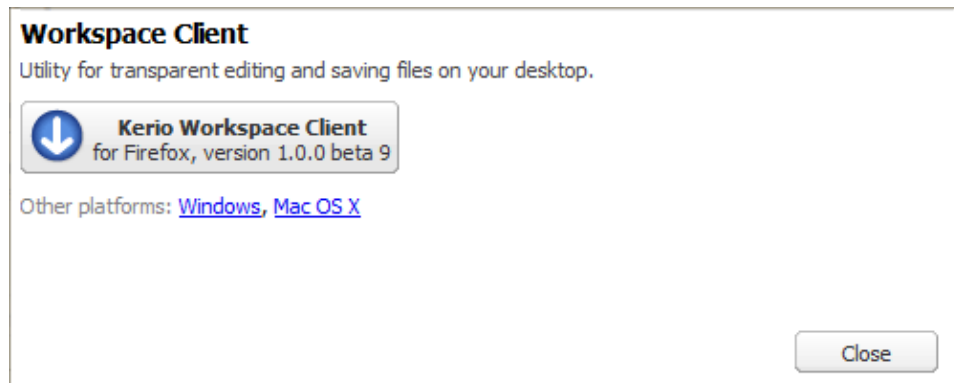 Workspace Client
Utility for transparent editing and saving files on your desktop.
Kerio Workspace Client
for Firefox, version 1.0.0 beta 9
Other platforms: Windows, Mac OS X
Close